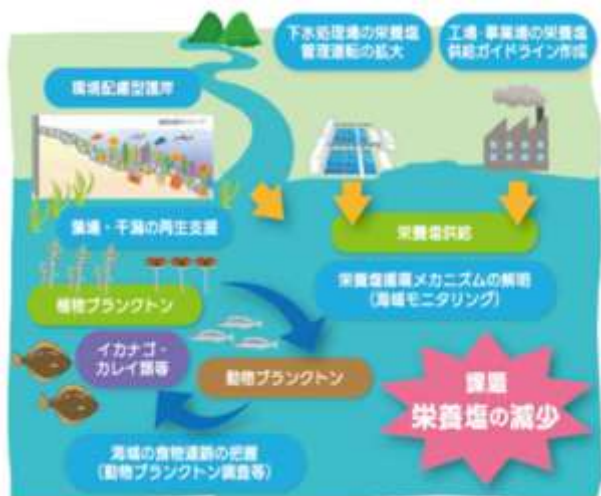 下水処理場の栄養塩
管理運転の拡大
工場・事業場の栄養塩
供給ガイドライン作成
環境配慮型護岸
藻場・干潟の再生支援
栄養塩供給
栄養塩循環メカニズムの解明
(海域モニタリング)
植物プランクトン
イカナゴ・
カレイ類等
動物プランクトン
課題
栄養塩の減少
海域の食物連鎖の把握
(動物プランクトン調査等)